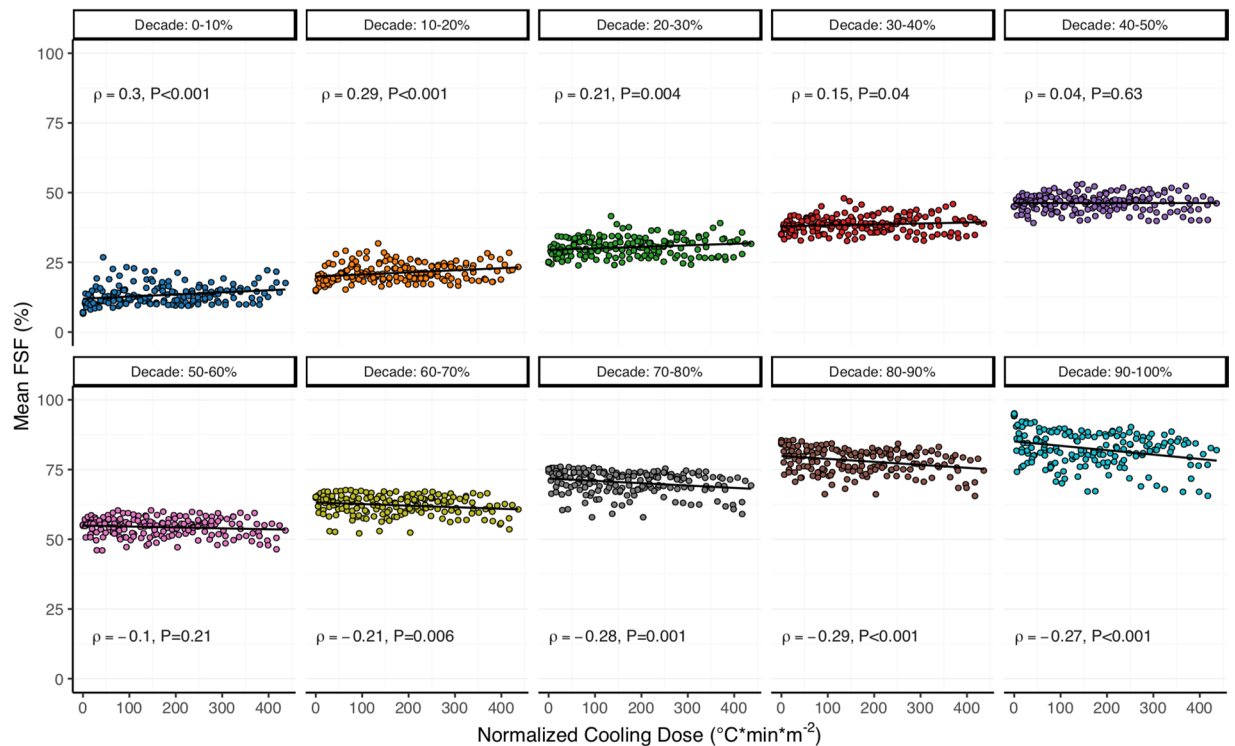 Decade: 0-10% Decade: 10-20% Decade: 20-30% Decade: 30-40% Decade: 40-50%
100
ρ = 0.3, P<0.001 ρ = 0.29, P<0.001 ρ = 0.21, P=0.004 ρ = 0.15, P=0.04 ρ = 0.04, P=0.63
75
50
25
0
Mean FSF (%)
Decade: 50-60% Decade: 60-70% Decade: 70-80% Decade: 80-90% Decade: 90-100%
100
75
50
25
ρ = −0.1, P=0.21 ρ = −0.21, P=0.006 ρ = −0.28, P=0.001 ρ = −0.29, P<0.001 ρ = −0.27, P<0.001
0
0 100 200 300 400 0 100 200 300 400 0 100 200 300 400 0 100 200 300 400 0 100 200 300 400
Normalized Cooling Dose (°C*min*m⁻²)